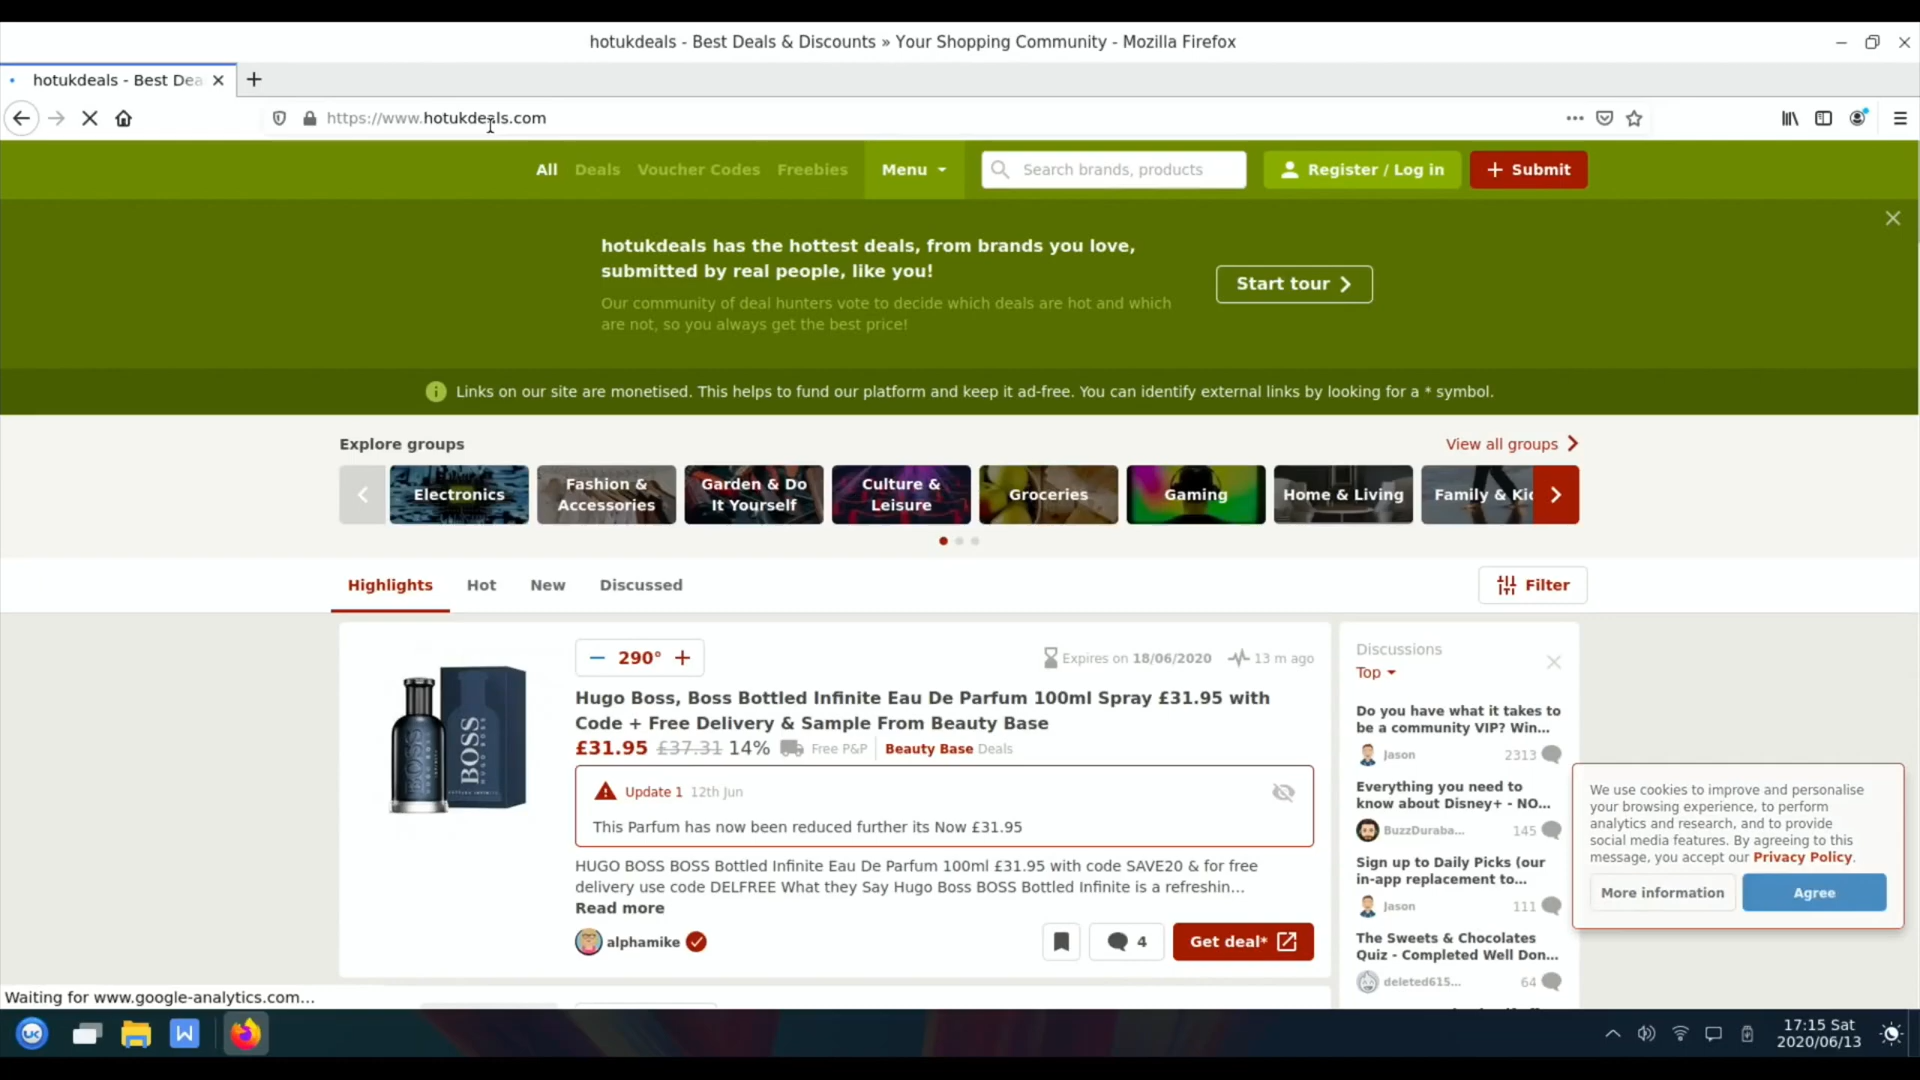 hotukdeals - Best Deals & Discounts » Your Shopping Community - Mozilla Firefox
hotukdeals - Best Dea
https://www.hotukdeals.com
All Deals Voucher Codes Freebies Menu Search brands, products Register / Log in Submit
hotukdeals has the hottest deals, from brands you love,
submitted by real people, like you!
Our community of deal hunters vote to decide which deals are hot and which
are not, so you always get the best price!
Start tour
Links on our site are monetised. This helps to fund our platform and keep it ad-free. You can identify external links by looking for a * symbol.
Explore groups
View all groups
Electronics
Fashion &
Accessories
Garden & Do
It Yourself
Culture &
Leisure
Groceries
Gaming
Home & Living
Family & Kic
Highlights Hot New Discussed Filter
290°
Expires on 18/06/2020 13 m ago
Hugo Boss, Boss Bottled Infinite Eau De Parfum 100ml Spray £31.95 with
Code + Free Delivery & Sample From Beauty Base
£31.95 £37.31 14% Free P&P Beauty Base Deals
Update 1 12th Jun
This Parfum has now been reduced further its Now £31.95
HUGO BOSS BOSS Bottled Infinite Eau De Parfum 100ml £31.95 with code SAVE20 & for free
delivery use code DELFREE What they Say Hugo Boss BOSS Bottled Infinite is a refreshin...
Read more
alphamike
4
Get deal*
BOSS
HUGO BOSS
BOSS
Discussions
Top
Do you have what it takes to
be a community VIP? Win...
Jason 2313
Everything you need to
know about Disney+ - NO...
BuzzDuraba... 145
Sign up to Daily Picks (our
in-app replacement to...
Jason 111
The Sweets & Chocolates
Quiz - Completed Well Don...
deleted615... 64
We use cookies to improve and personalise
your browsing experience, to perform
analytics and research, and to provide
social media features. By agreeing to this
message, you accept our Privacy Policy.
More information Agree
Waiting for www.google-analytics.com...
UK
W
17:15 Sat
2020/06/13